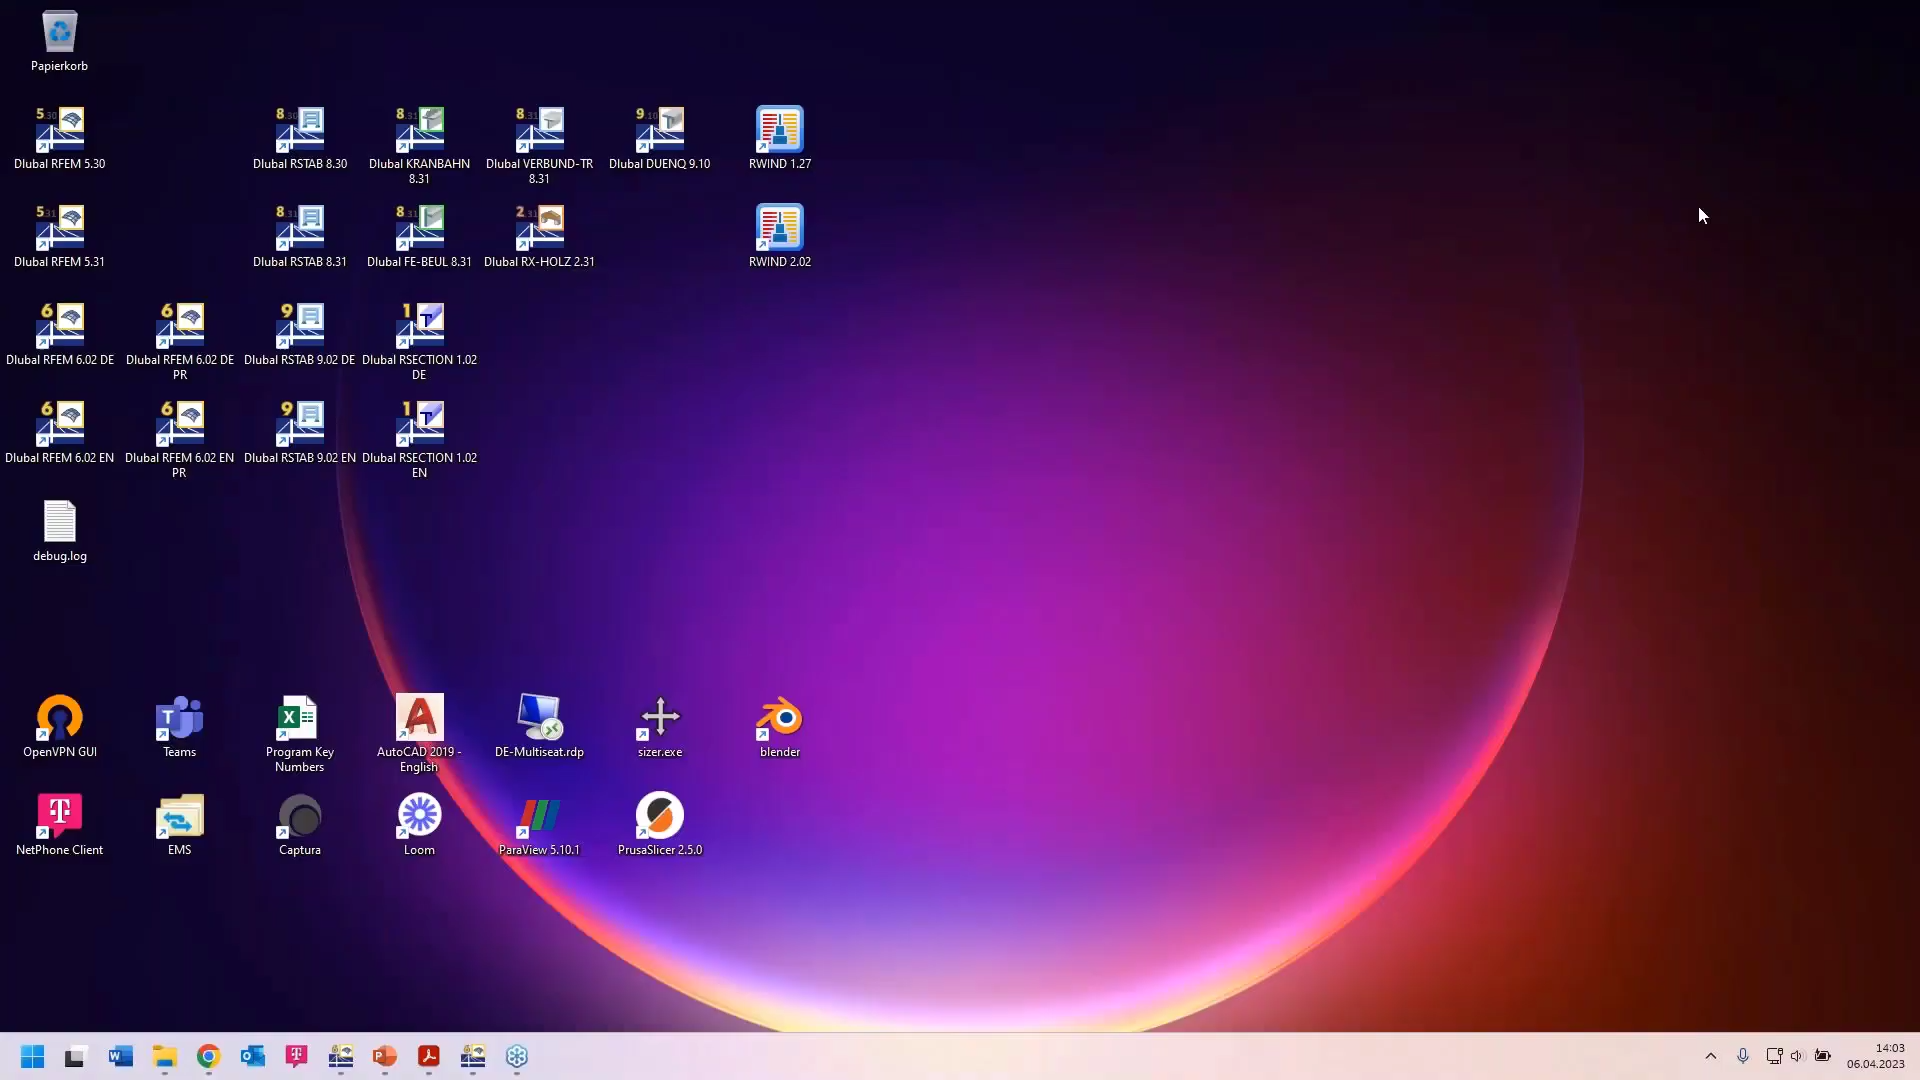 Papierkorb
Dlubal RFEM 5.30
Dlubal RSTAB 8.30
Dlubal KRANBAHN
8.31
Dlubal VERBUND-TR
8.31
Dlubal DUENQ 9.10
RWIND 1.27
Dlubal RFEM 5.31
Dlubal RSTAB 8.31
Dlubal FE-BEUL 8.31
Dlubal RX-HOLZ 2.31
RWIND 2.02
Dlubal RFEM 6.02 DE
Dlubal RFEM 6.02 DE
PR
Dlubal RSTAB 9.02 DE
Dlubal RSECTION 1.02
DE
Dlubal RFEM 6.02 EN
Dlubal RFEM 6.02 EN
PR
Dlubal RSTAB 9.02 EN
Dlubal RSECTION 1.02
EN
debug.log
OpenVPN GUI
Teams
Program Key
Numbers
AutoCAD 2019 -
English
DE-Multiseat.rdp
sizer.exe
blender
NetPhone Client
EMS
Captura
Loom
ParaView 5.10.1
PrusaSlicer 2.5.0
14:03
06.04.2023